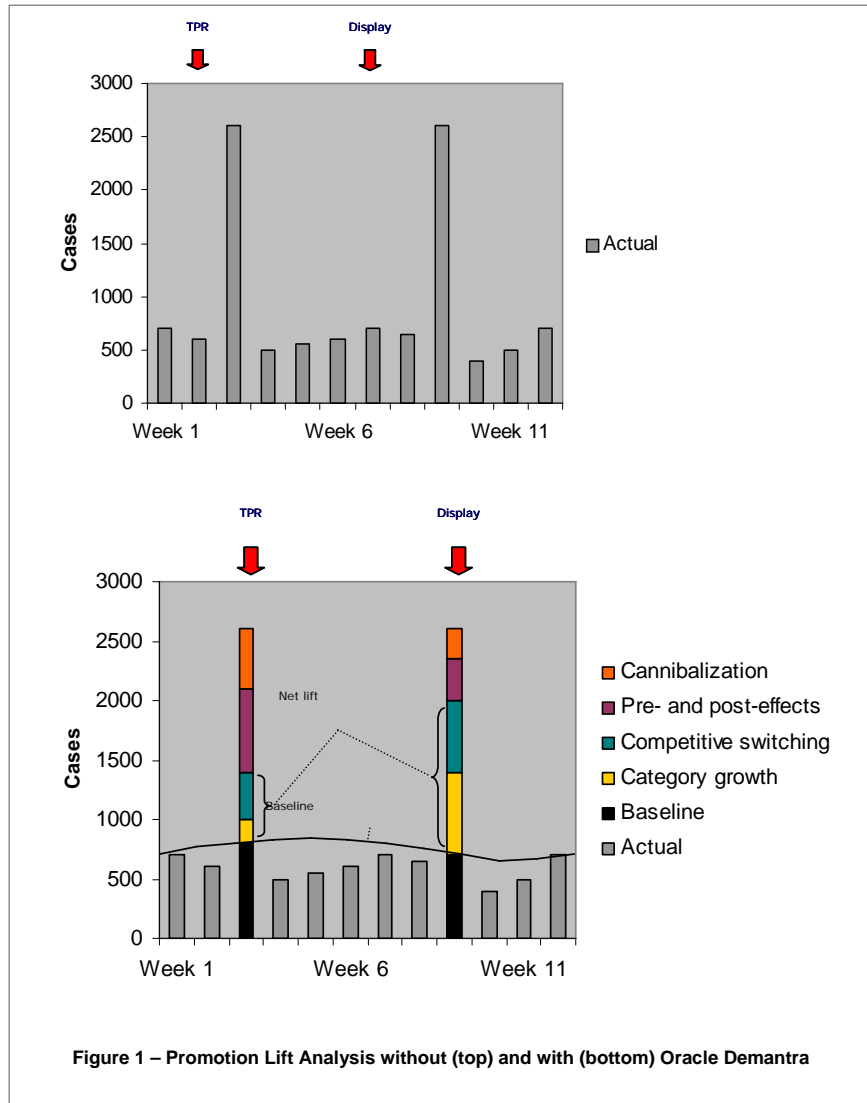 TPR Display
3000
2500
2000
1500
1000
500
0
Cases
Actual
Week 1 Week 6 Week 11
TPR Display
3000
2500
2000
1500
1000
500
0
Cases
Net lift
Baseline
Cannibalization
Pre- and post-effects
Competitive switching
Category growth
Baseline
Actual
Week 1 Week 6 Week 11
Figure 1 – Promotion Lift Analysis without (top) and with (bottom) Oracle Demantra